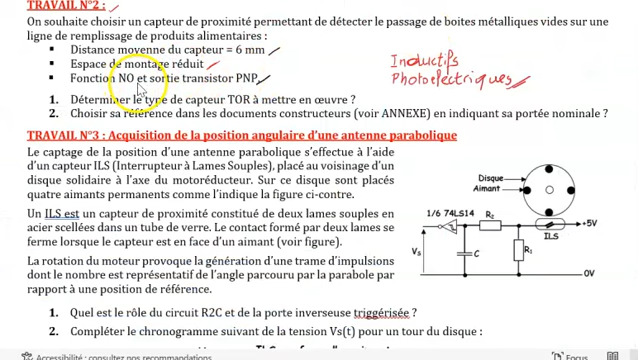 TRAVAIL N°2 :
On souhaite choisir un capteur de proximité permettant de détecter le passage de boites métalliques vides sur une
ligne de remplissage de produits alimentaires :
▪ Distance moyenne du capteur = 6 mm
▪ Espace de montage réduit
▪ Fonction NO et sortie transistor PNP
Inductifs
Photoélectriques
1. Déterminer le type de capteur TOR à mettre en œuvre ?
2. Choisir sa référence dans les documents constructeurs (voir ANNEXE) en indiquant sa portée nominale ?
TRAVAIL N°3 : Acquisition de la position angulaire d'une antenne parabolique
Le captage de la position d'une antenne parabolique s'effectue à l'aide
d'un capteur ILS (Interrupteur à Lames Souples), placé au voisinage d'un
disque solidaire à l'axe du motoréducteur. Sur ce disque sont placés
quatre aimants permanents comme l'indique la figure ci-contre.
Un ILS est un capteur de proximité constitué de deux lames souples en
acier scellées dans un tube de verre. Le contact formé par deux lames se
ferme lorsque le capteur est en face d'un aimant (voir figure).
La rotation du moteur provoque la génération d'une trame d'impulsions
dont le nombre est représentatif de l'angle parcouru par la parabole par
rapport à une position de référence.
Disque
Aimant
1/6 74LS14
R2
+5V
ILS
Vs
C
R1
0V
1. Quel est le rôle du circuit R2C et de la porte inverseuse triggérisée ?
2. Compléter le chronogramme suivant de la tension Vs(t) pour un tour du disque :
Accessibilité : consultez nos recommandations
Focus